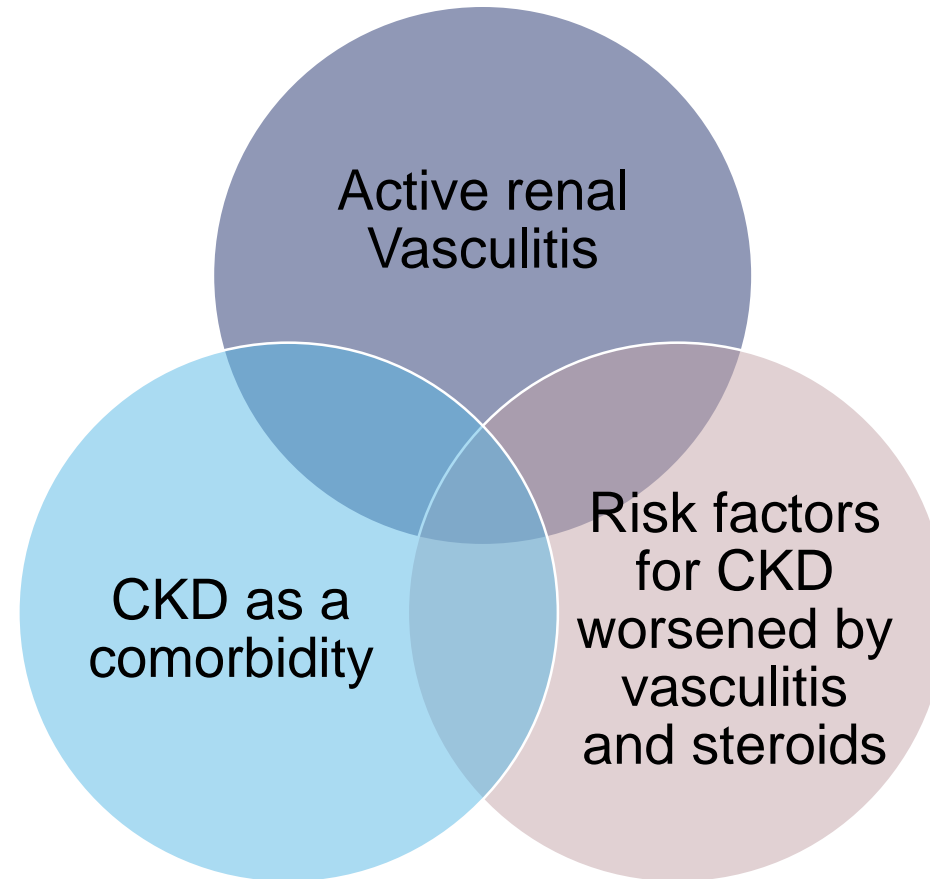 Active renal
Vasculitis
CKD as a
comorbidity
Risk factors
for CKD
worsened by
vasculitis
and steroids